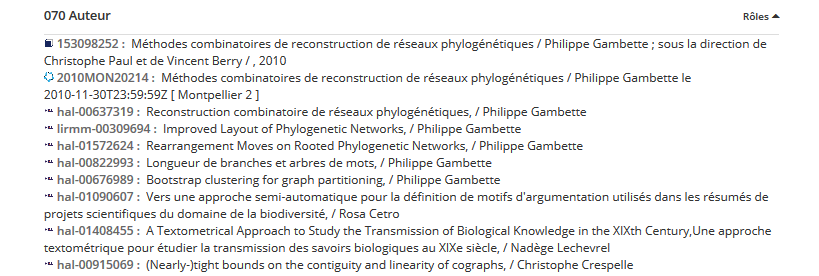 070 Auteur
Rôles
153098252 : Méthodes combinatoires de reconstruction de réseaux phylogénétiques / Philippe Gambette ; sous la direction de
Christophe Paul et de Vincent Berry / , 2010
2010MON20214 : Méthodes combinatoires de reconstruction de réseaux phylogénétiques / Philippe Gambette le
2010-11-30T23:59:59Z [ Montpellier 2 ]
hal-00637319 : Reconstruction combinatoire de réseaux phylogénétiques, / Philippe Gambette
lirmm-00309694 : Improved Layout of Phylogenetic Networks, / Philippe Gambette
hal-01572624 : Rearrangement Moves on Rooted Phylogenetic Networks, / Philippe Gambette
hal-00822993 : Longueur de branches et arbres de mots, / Philippe Gambette
hal-00676989 : Bootstrap clustering for graph partitioning, / Philippe Gambette
hal-01090607 : Vers une approche semi-automatique pour la définition de motifs d'argumentation utilisés dans les résumés de
projets scientifiques du domaine de la biodiversité, / Rosa Cetro
hal-01408455 : A Textometrical Approach to Study the Transmission of Biological Knowledge in the XIXth Century,Une approche
textométrique pour étudier la transmission des savoirs biologiques au XIXe siècle, / Nadège Lechevrel
hal-00915069 : (Nearly-)tight bounds on the contiguity and linearity of cographs, / Christophe Crespelle